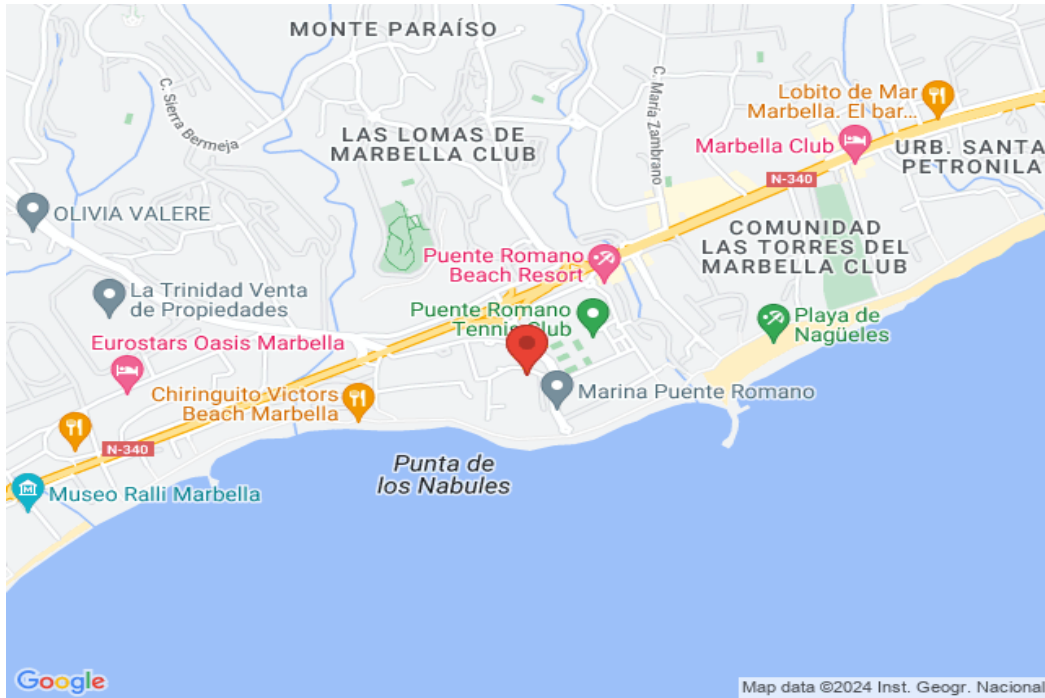 MONTE PARAÍSO
C. Sierra Bermeja
C. María Zambrano
Lobito de Mar
Marbella. El bar...
LAS LOMAS DE
MARBELLA CLUB
Marbella Club
URB. SANTA
PETRONILA
N-340
OLIVIA VALERE
COMUNIDAD
LAS TORRES DEL
MARBELLA CLUB
Puente Romano
Beach Resort
La Trinidad Venta
de Propiedades
Puente Romano
Tennis Club
Playa de
Nagüeles
Eurostars Oasis Marbella
Chiringuito Victors
Beach Marbella
Marina Puente Romano
N-340
Punta de
los Nabules
Museo Ralli Marbella
Google
Map data ©2024 Inst. Geogr. Nacional